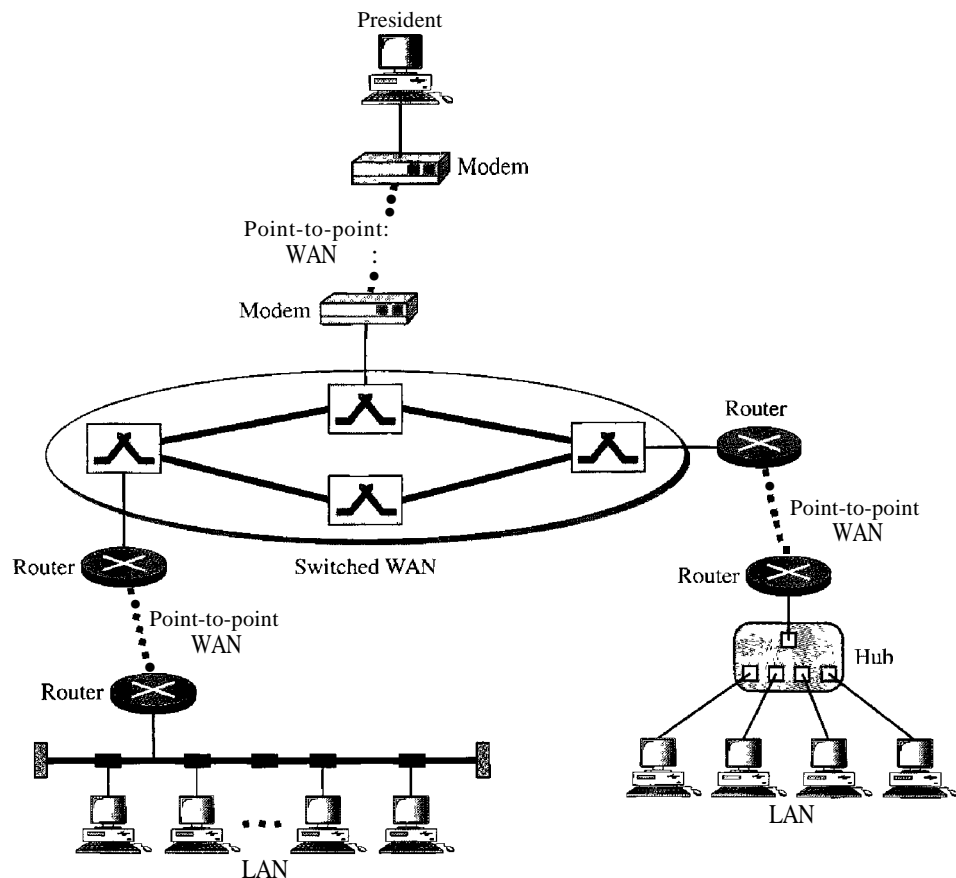 President
Modem
Point-to-point:
WAN
:
Modem
Router
Point-to-point
WAN
Router
Switched WAN
Router
Point-to-point
WAN
Router
Hub
LAN
LAN